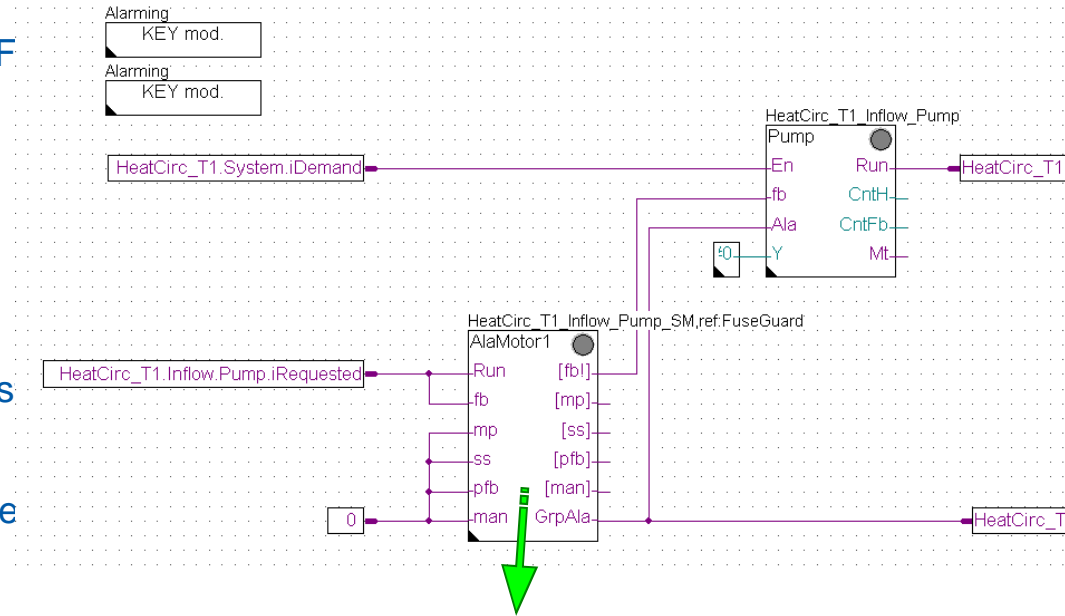 Alarming
KEY mod.
Alarming
KEY mod.
F
HeatCirc_T1_Inflow_Pump
Pump
HeatCirc_T1.System.iDemand
En Run
HeatCirc_T1
fb CntH
Ala CntFb
Y Mt
HeatCirc_T1_Inflow_Pump_SM,ref:FuseGuard
AlaMotor1
HeatCirc_T1.Inflow.Pump.iRequested
Run [fb!]
s
fb [mp]
mp [ss]
ss [pfb]
pfb [man]
e
0
man GrpAla
HeatCirc_T